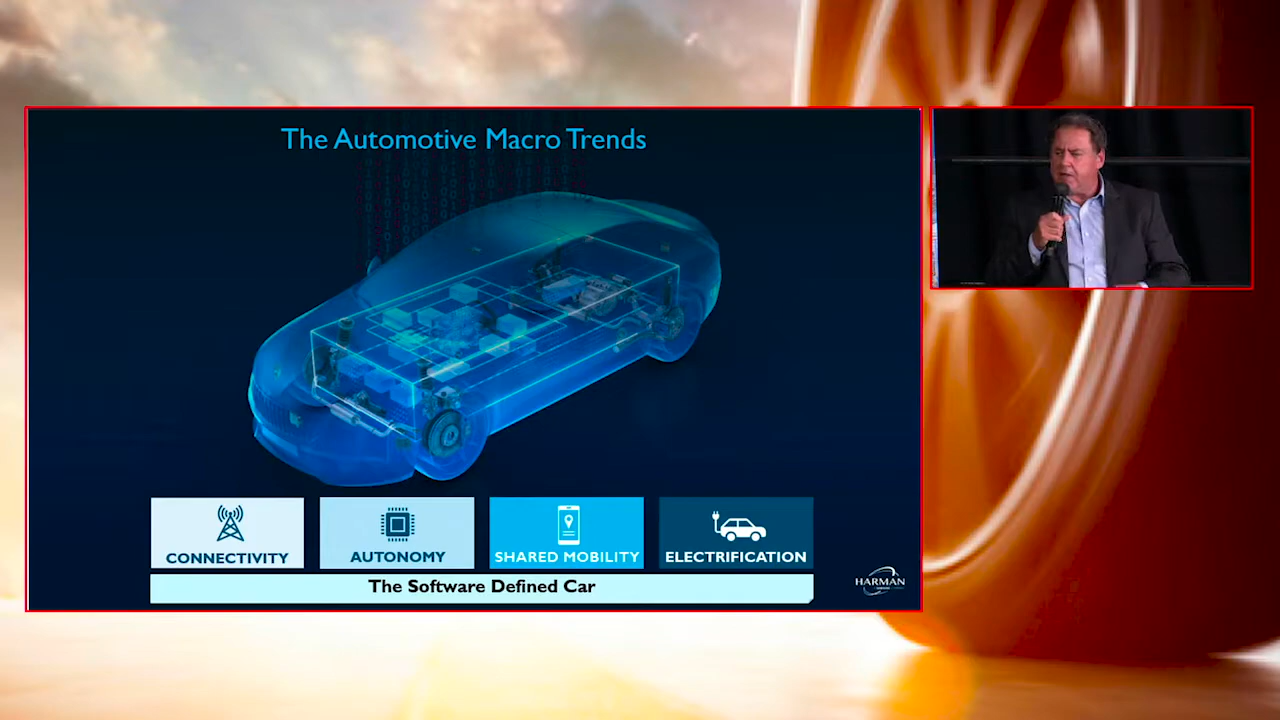 The Automotive Macro Trends
CONNECTIVITY
AUTONOMY
SHARED MOBILITY
ELECTRIFICATION
The Software Defined Car
HARMAN